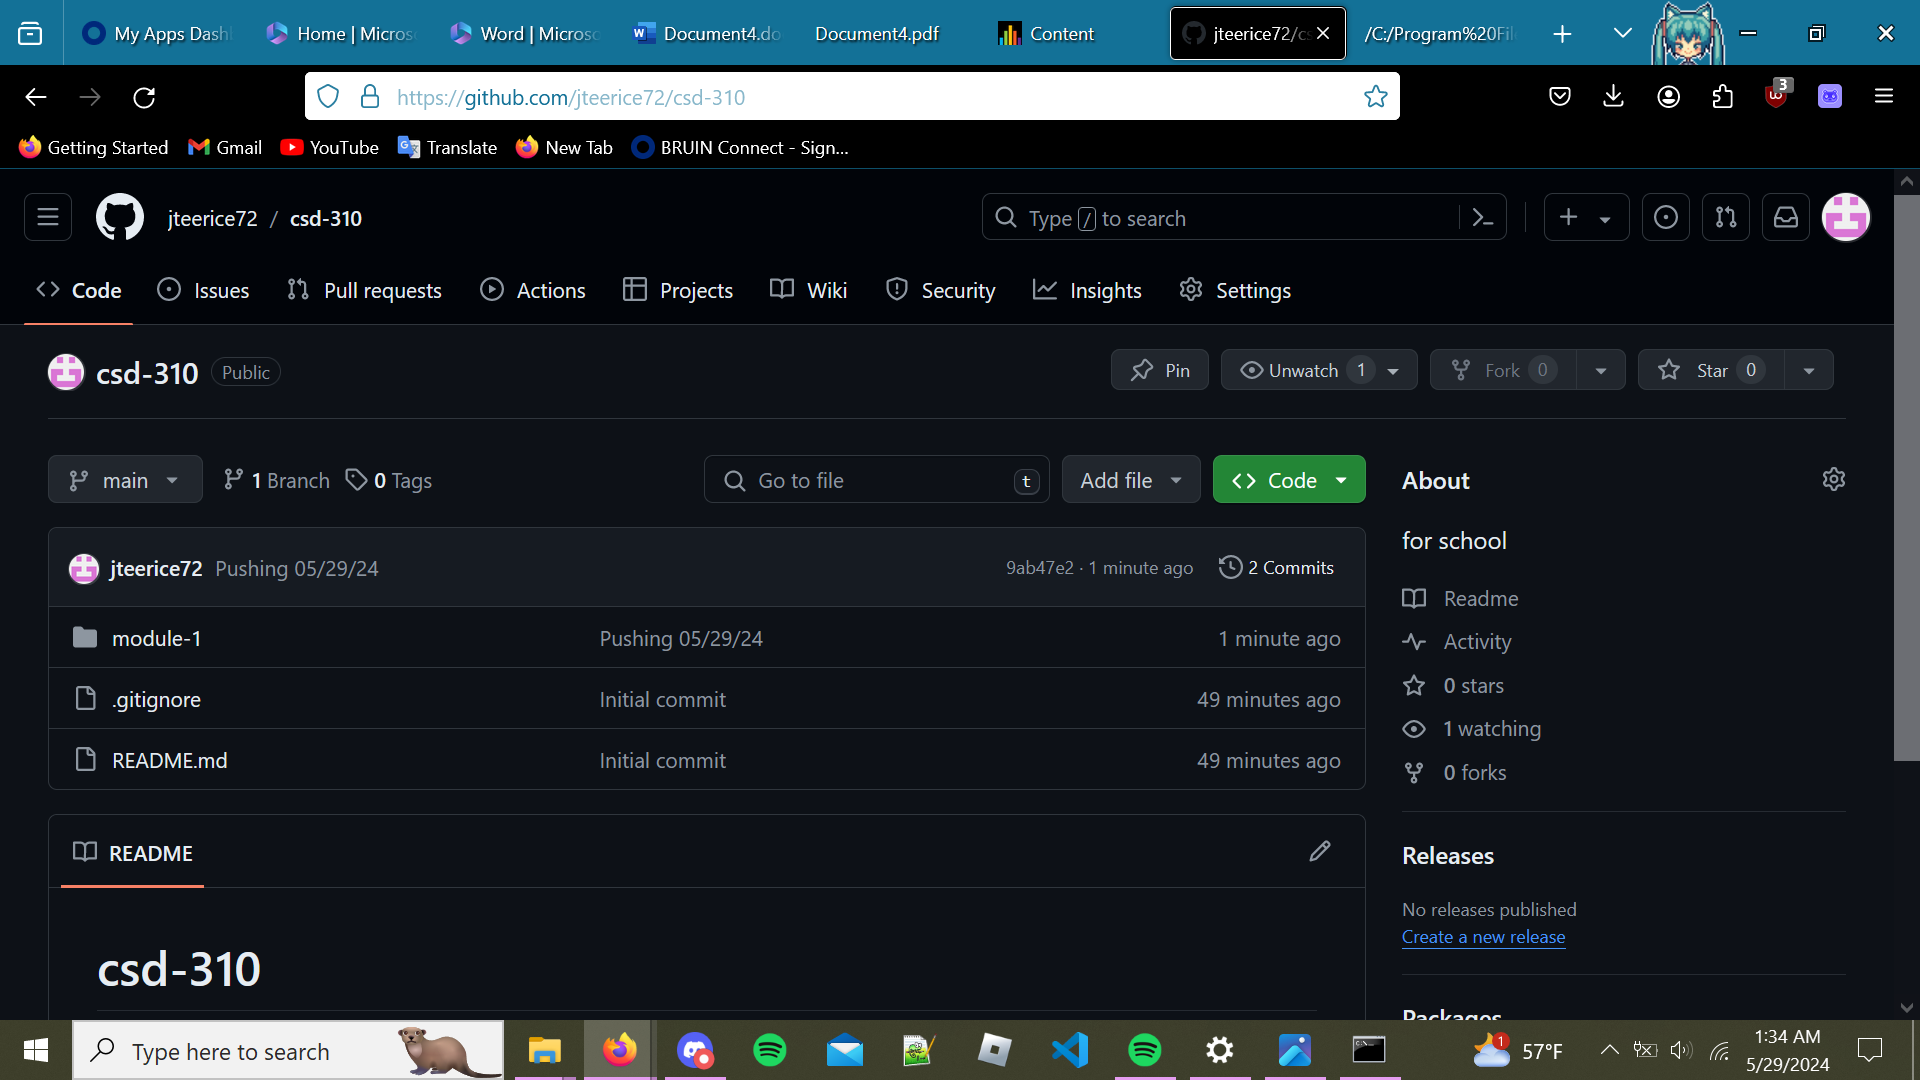 My Apps Dash
Home | Micros
Word | Micros
Document4.do
Document4.pdf
Content
jteerice72/cs
/C:/Program%20Fil
https://github.com/jteerice72/csd-310
3
Getting Started
Gmail
YouTube
Translate
New Tab
BRUIN Connect - Sign...
jteerice72 / csd-310
Type / to search
Code
Issues
Pull requests
Actions
Projects
Wiki
Security
Insights
Settings
csd-310 Public
Pin
Unwatch 1
Fork 0
Star 0
main
1 Branch
0 Tags
Go to file t
Add file
Code
jteerice72 Pushing 05/29/24 9ab47e2 · 1 minute ago 2 Commits
module-1 Pushing 05/29/24 1 minute ago
.gitignore Initial commit 49 minutes ago
README.md Initial commit 49 minutes ago
README
csd-310
About
for school
Readme
Activity
0 stars
1 watching
0 forks
Releases
No releases published
Create a new release
Packages
Type here to search
1
57°F
1:34 AM
5/29/2024